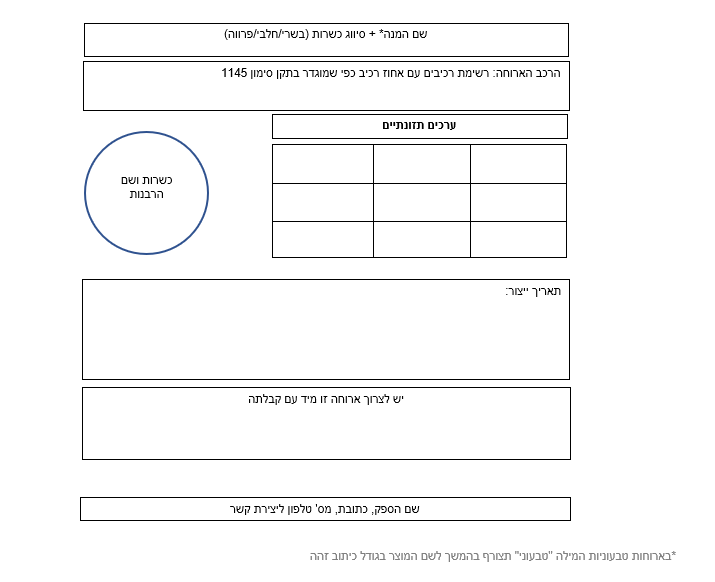 שם המנה* + סיווג כשרות (בשרי/חלבי/פרווה)
הרכב הארוחה: רשימת רכיבים עם אחוז רכיב כפי שמוגדר בתקן סימון 1145
ערכים תזונתיים
כשרות ושם
הרבנות
תאריך ייצור:
יש לצרוך ארוחה זו מיד עם קבלתה
שם הספק, כתובת, מס' טלפון ליצירת קשר
*בארוחות טבעוניות המילה "טבעוני" תצורף בהמשך לשם המוצר בגודל כיתוב זהה